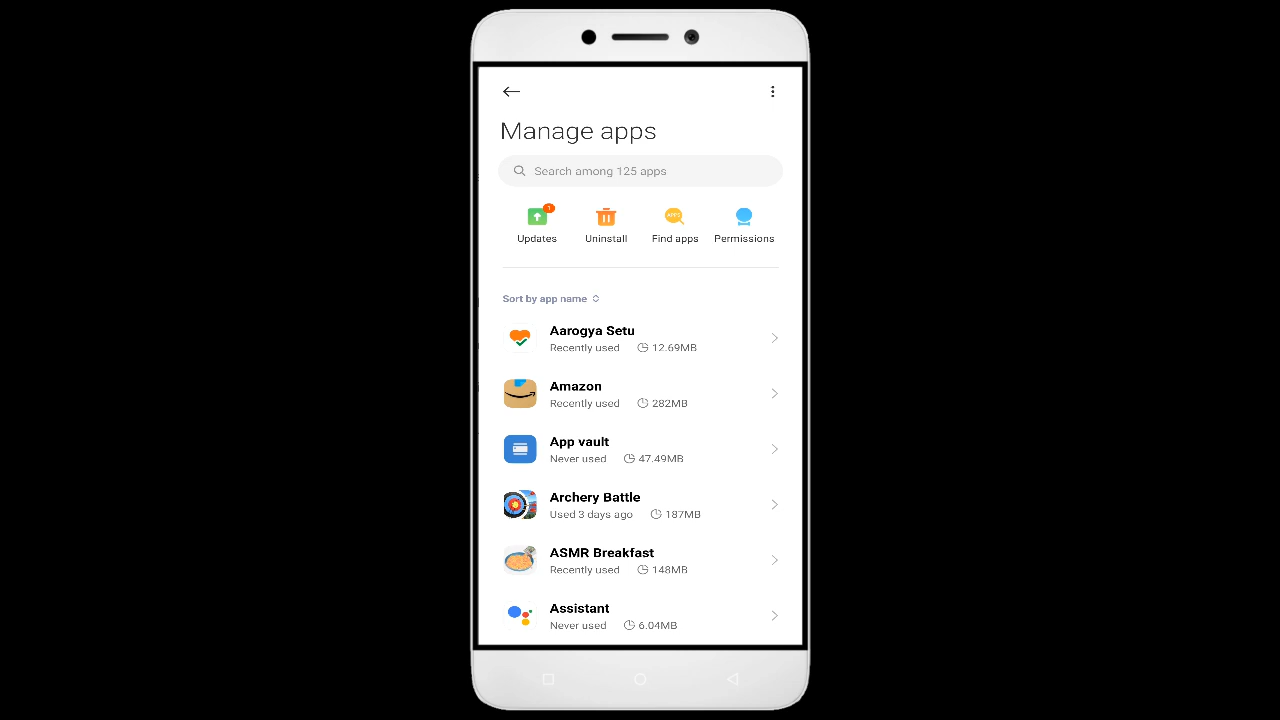 Manage apps
Search among 125 apps
1
APPS
Updates Uninstall Find apps Permissions
Sort by app name
Aarogya Setu
Recently used 12.69MB
Amazon
Recently used 282MB
App vault
Never used 47.49MB
Archery Battle
Used 3 days ago 187MB
ASMR Breakfast
Recently used 148MB
Assistant
Never used 6.04MB